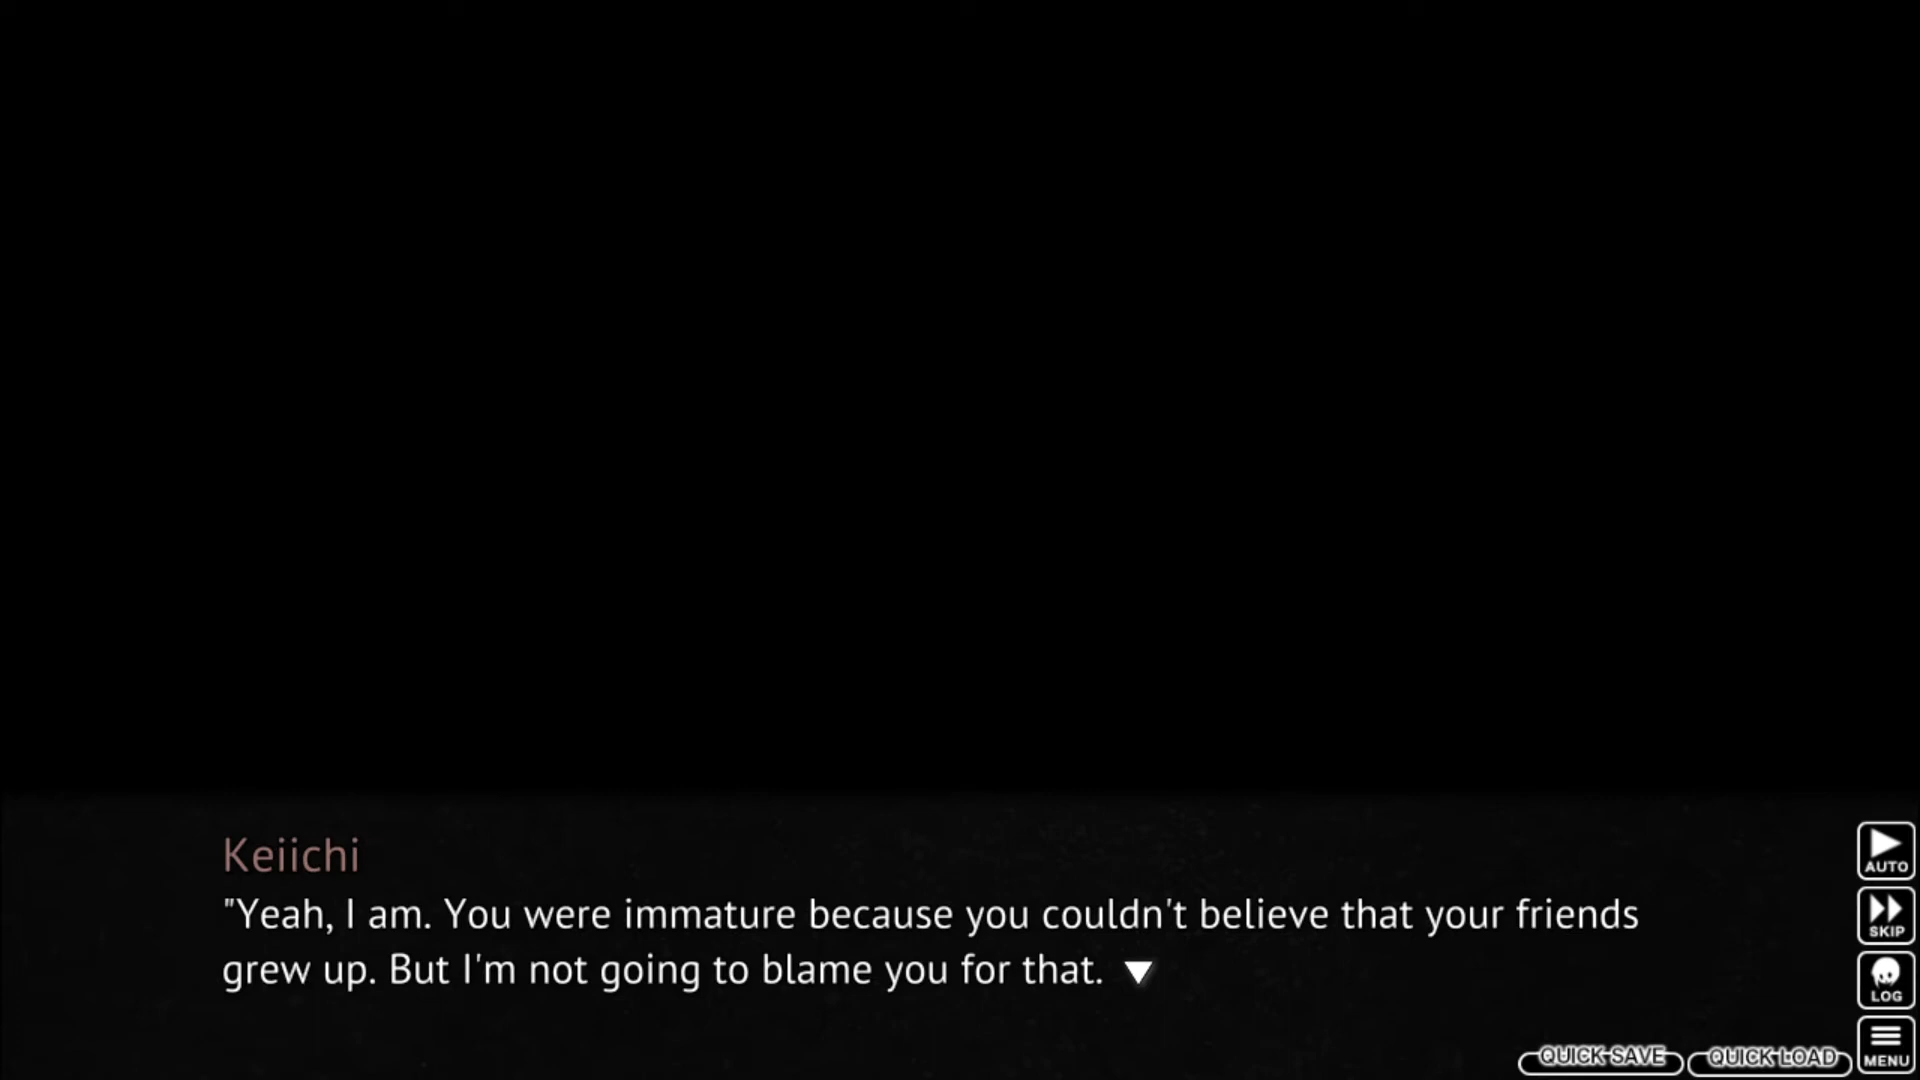 Keiichi
"Yeah, I am. You were immature because you couldn't believe that your friends
grew up. But I'm not going to blame you for that.
AUTO
SKIP
LOG
MENU
QUICK SAVE
QUICK LOAD